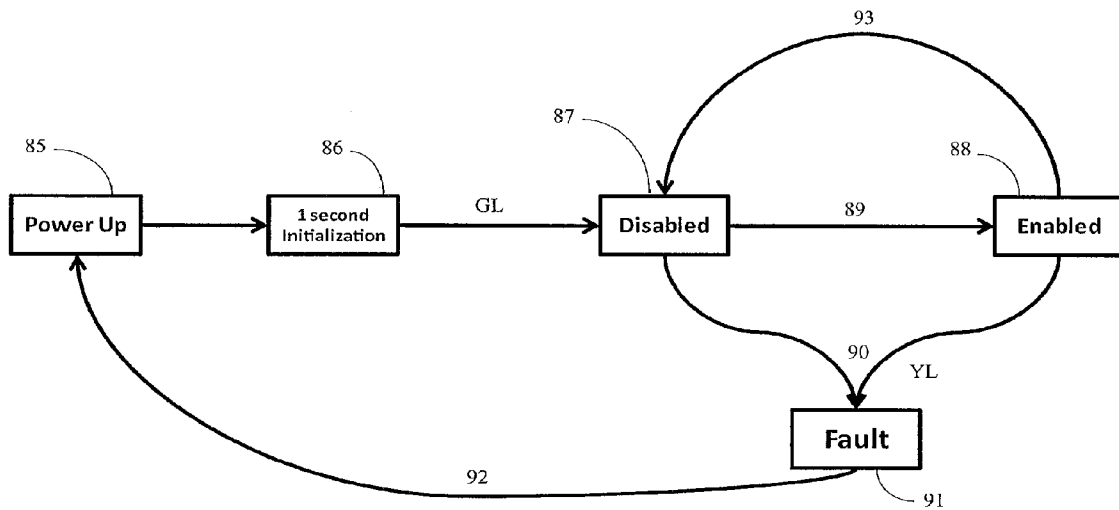 93
87
85
86
88
Power Up
1 second
Initialization
GL
Disabled
89
Enabled
90
YL
Fault
92
91